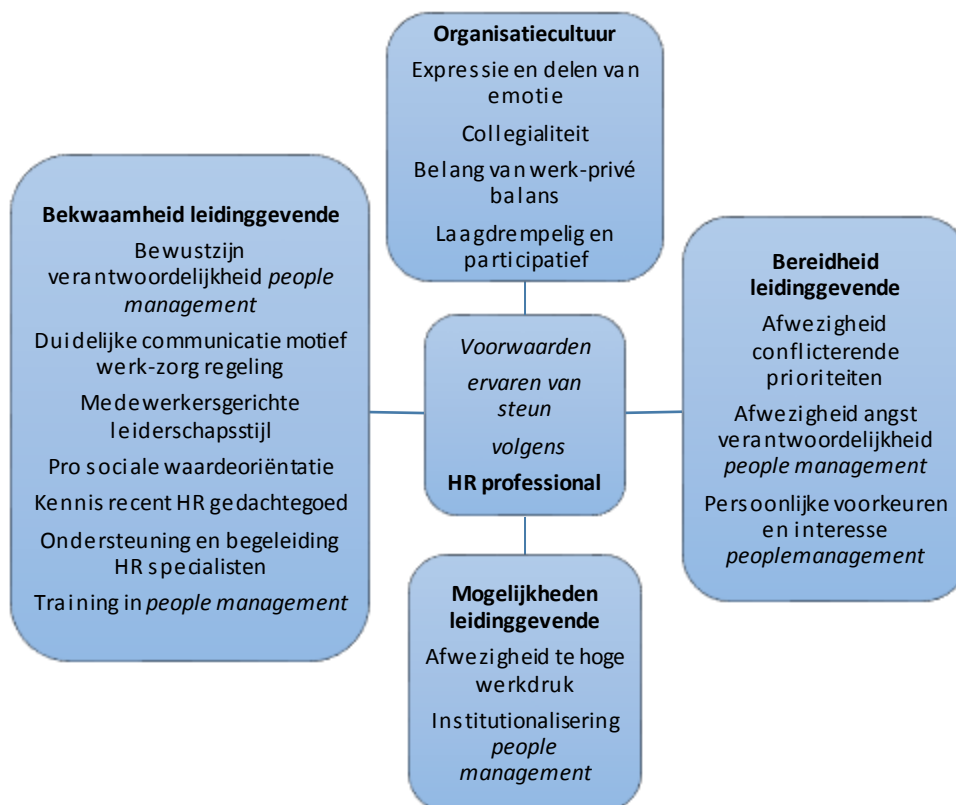 Organisatiecultuur
Expressie en delen van
emotie
Collegialiteit
Belang van werk-privé
balans
Laagdrempelig en
participatief
Bekwaamheid leidinggevende
Bewustzijn
verantwoordelijkheid people
management
Duidelijke communicatie motief
werk-zorg regeling
Medewerkersgerichte
leiderschapsstijl
Pro sociale waardeoriëntatie
Kennis recent HR gedachtegoed
Ondersteuning en begeleiding
HR specialisten
Training in people management
Voorwaarden
ervaren van
steun
volgens
HR professional
Bereidheid
leidinggevende
Afwezigheid
conflicterende
prioriteiten
Afwezigheid angst
verantwoordelijkheid
people management
Persoonlijke voorkeuren
en interesse
peoplemanagement
Mogelijkheden
leidinggevende
Afwezigheid te hoge
werkdruk
Institutionalisering
people
management